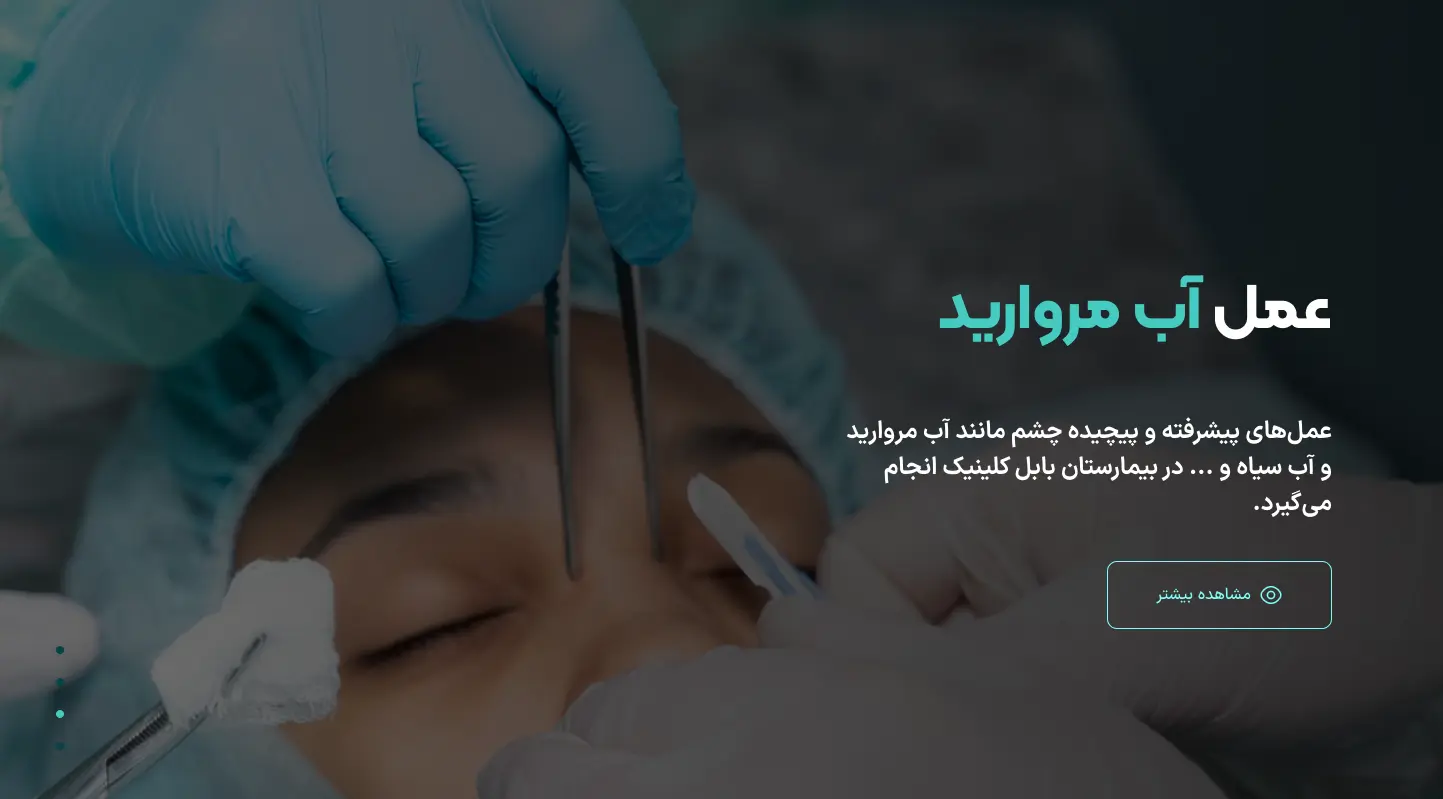 عمل آب مروارید
عمل‌های پیشرفته و پیچیده چشم مانند آب مروارید
و آب سیاه و ... در بیمارستان بابل کلینیک انجام
می‌گیرد.
مشاهده بیشتر